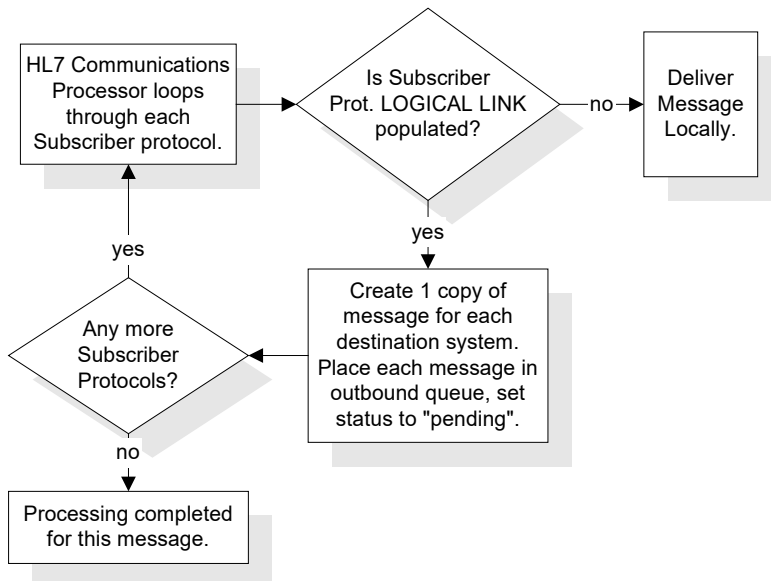 HL7 Communications
Processor loops
through each
Subscriber protocol.
Is Subscriber
Prot. LOGICAL LINK
populated?
no
Deliver
Message
Locally.
yes
Create 1 copy of
message for each
destination system.
Place each message in
outbound queue, set
status to "pending".
Any more
Subscriber
Protocols?
yes
no
Processing completed
for this message.